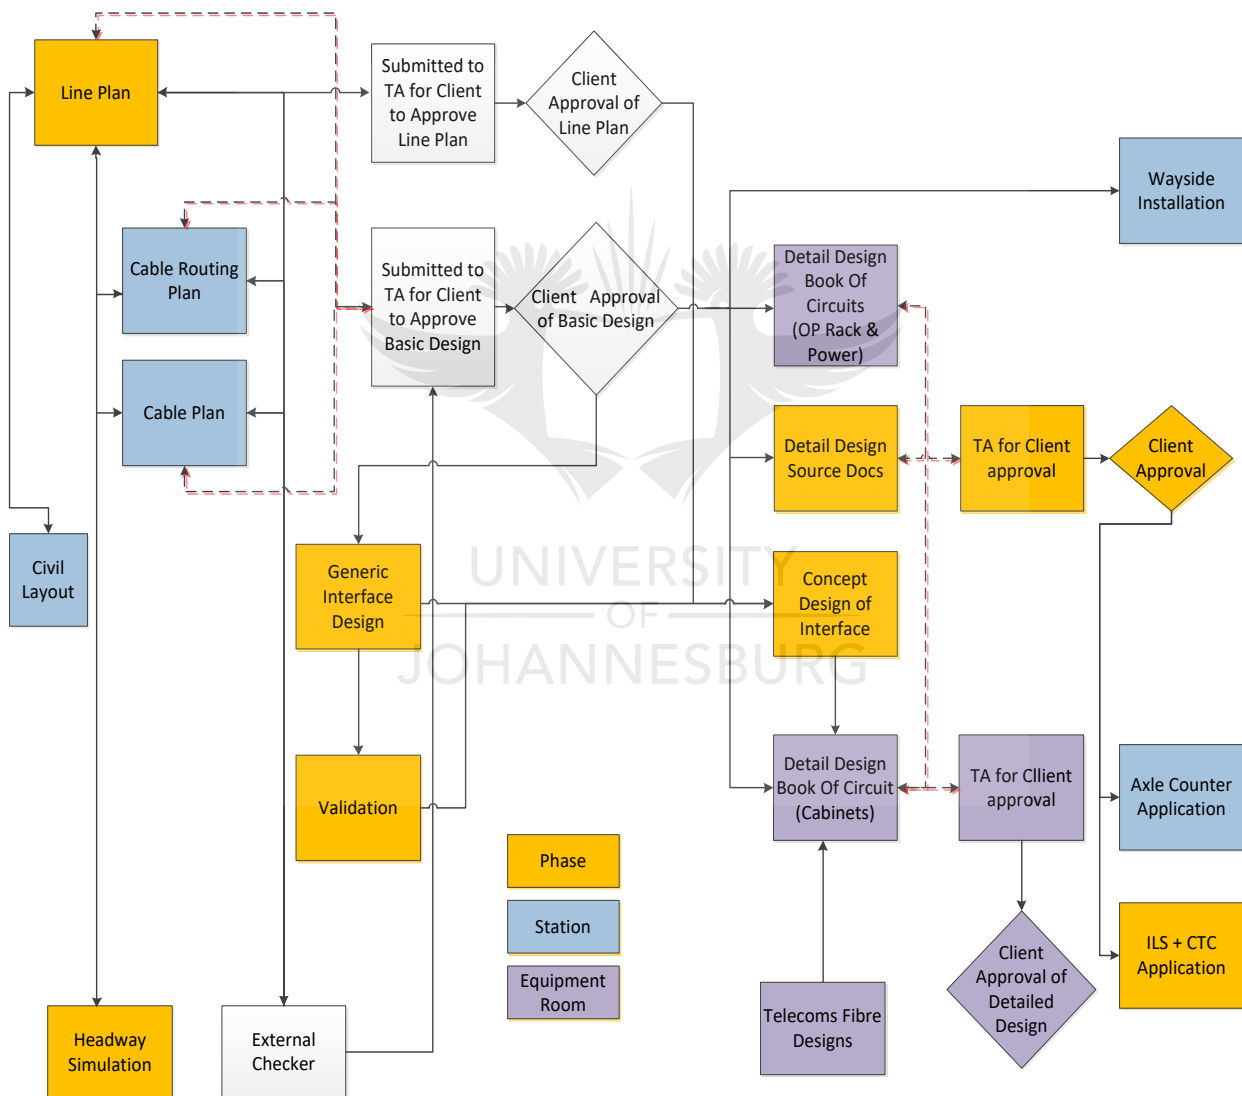 Line Plan
Submitted to
TA for Client
to Approve
Line Plan
Client
Approval of
Line Plan
Wayside
Installation
Cable Routing
Plan
Submitted to
TA for Client
to Approve
Basic Design
Client Approval
of Basic Design
Detail Design
Book Of
Circuits
(OP Rack &
Power)
Cable Plan
Detail Design
Source Docs
TA for Client
approval
Client
Approval
Civil
Layout
Generic
Interface
Design
Concept
Design of
Interface
UNIVERSITY
OF
JOHANNESBURG
Validation
Detail Design
Book Of Circuit
(Cabinets)
TA for Cllient
approval
Axle Counter
Application
Phase
Station
Equipment
Room
ILS + CTC
Application
Client
Approval of
Detailed
Design
Telecoms Fibre
Designs
Headway
Simulation
External
Checker